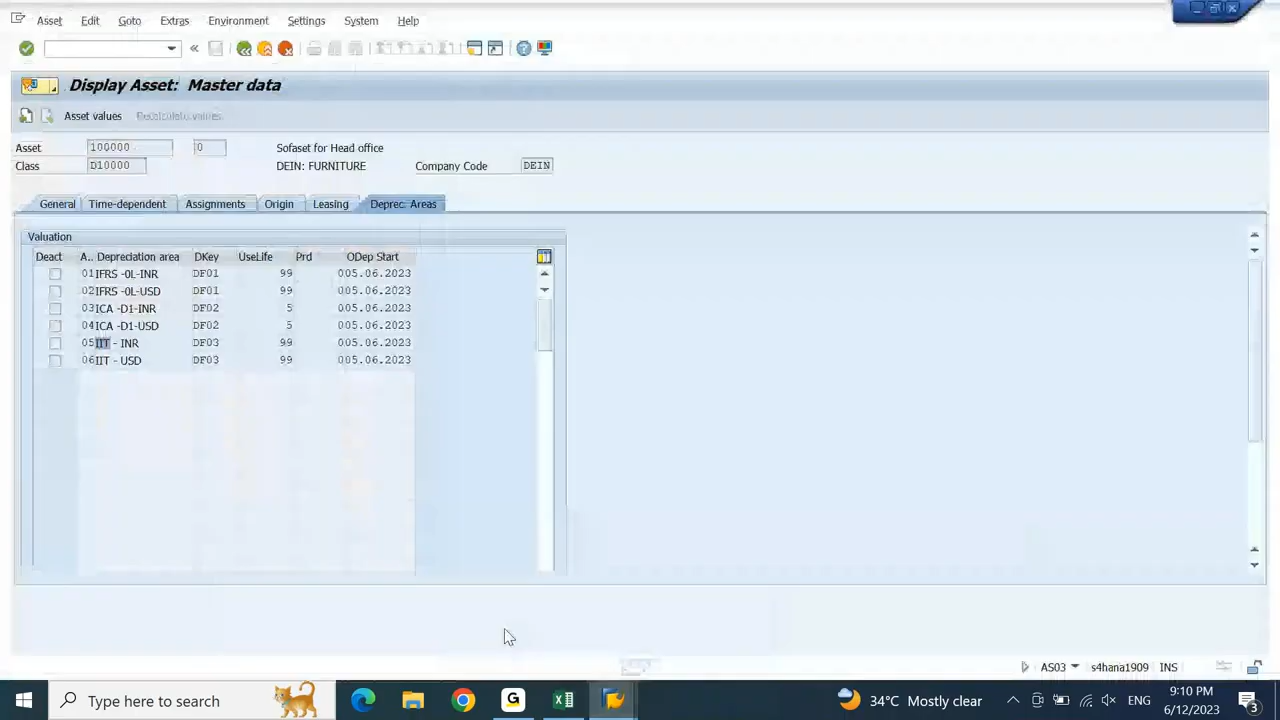 Asset Edit Goto Extras Environment Settings System Help
Display Asset: Master data
Asset values Recalculate values
Asset 100000 0 Sofaset for Head office
Class D10000 DEIN: FURNITURE Company Code DEIN
General Time-dependent Assignments Origin Leasing Deprec. Areas
Valuation
Deact A.. Depreciation area DKey UseLife Prd ODep Start
01 IFRS -0L-INR DF01 99 005.06.2023
02 IFRS -0L-USD DF01 99 005.06.2023
03 ICA -D1-INR DF02 5 005.06.2023
04 ICA -D1-USD DF02 5 005.06.2023
05 IIT - INR DF03 99 005.06.2023
06 IIT - USD DF03 99 005.06.2023
AS03 s4hana1909 INS
Type here to search
34°C Mostly clear
ENG
9:10 PM
6/12/2023
3